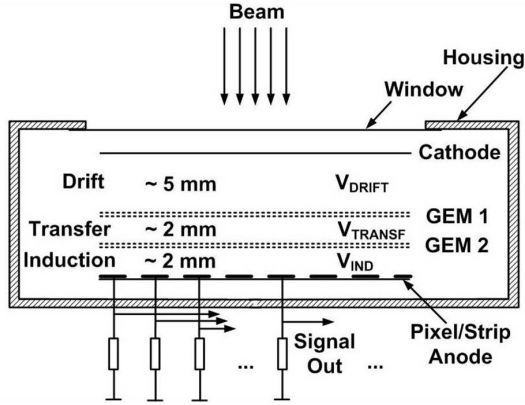 Beam
Housing
Window
Cathode
Drift ~ 5 mm V_DRIFT
GEM 1
Transfer ~ 2 mm V_TRANSF
GEM 2
Induction ~ 2 mm V_IND
Pixel/Strip
Anode
Signal
Out
... ...